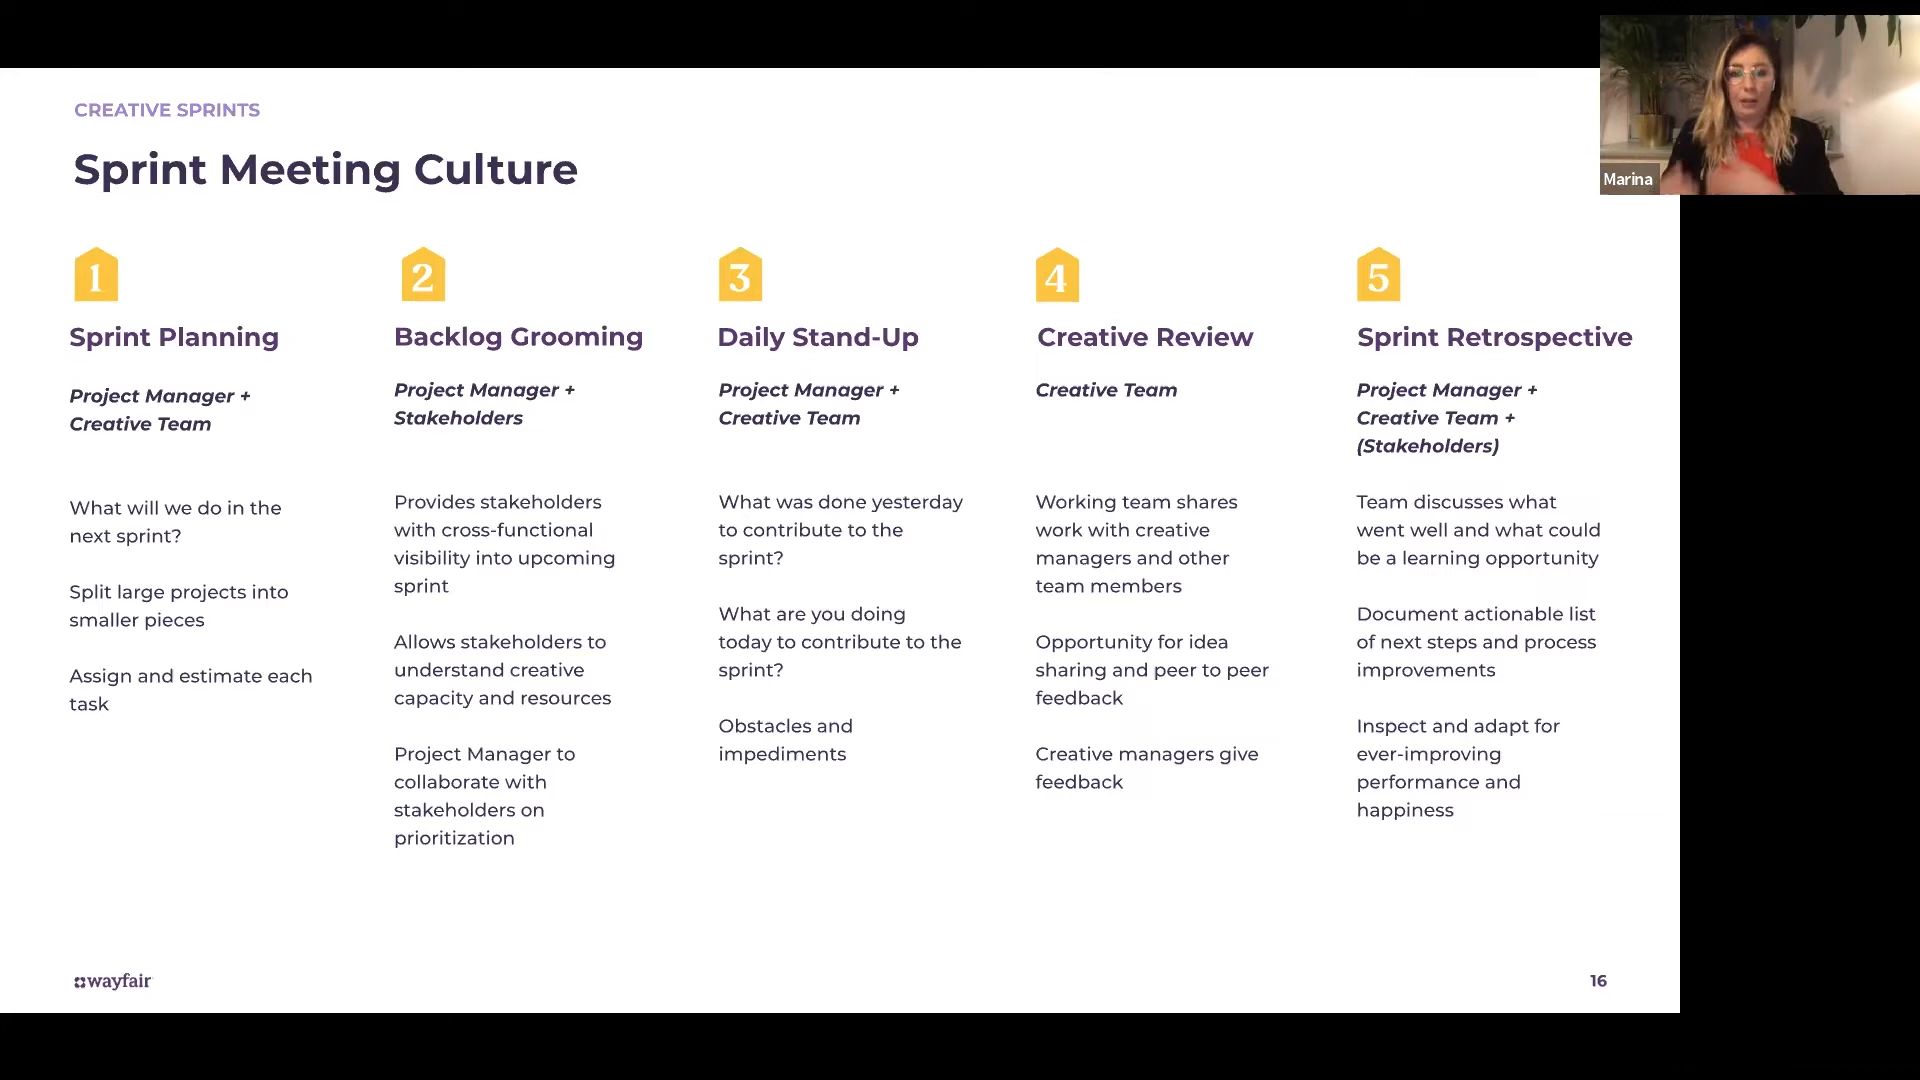 CREATIVE SPRINTS
Sprint Meeting Culture
Marina
1
Sprint Planning
Project Manager +
Creative Team
What will we do in the
next sprint?
Split large projects into
smaller pieces
Assign and estimate each
task
2
Backlog Grooming
Project Manager +
Stakeholders
Provides stakeholders
with cross-functional
visibility into upcoming
sprint
Allows stakeholders to
understand creative
capacity and resources
Project Manager to
collaborate with
stakeholders on
prioritization
3
Daily Stand-Up
Project Manager +
Creative Team
What was done yesterday
to contribute to the
sprint?
What are you doing
today to contribute to the
sprint?
Obstacles and
impediments
4
Creative Review
Creative Team
Working team shares
work with creative
managers and other
team members
Opportunity for idea
sharing and peer to peer
feedback
Creative managers give
feedback
5
Sprint Retrospective
Project Manager +
Creative Team +
(Stakeholders)
Team discusses what
went well and what could
be a learning opportunity
Document actionable list
of next steps and process
improvements
Inspect and adapt for
ever-improving
performance and
happiness
wayfair
16